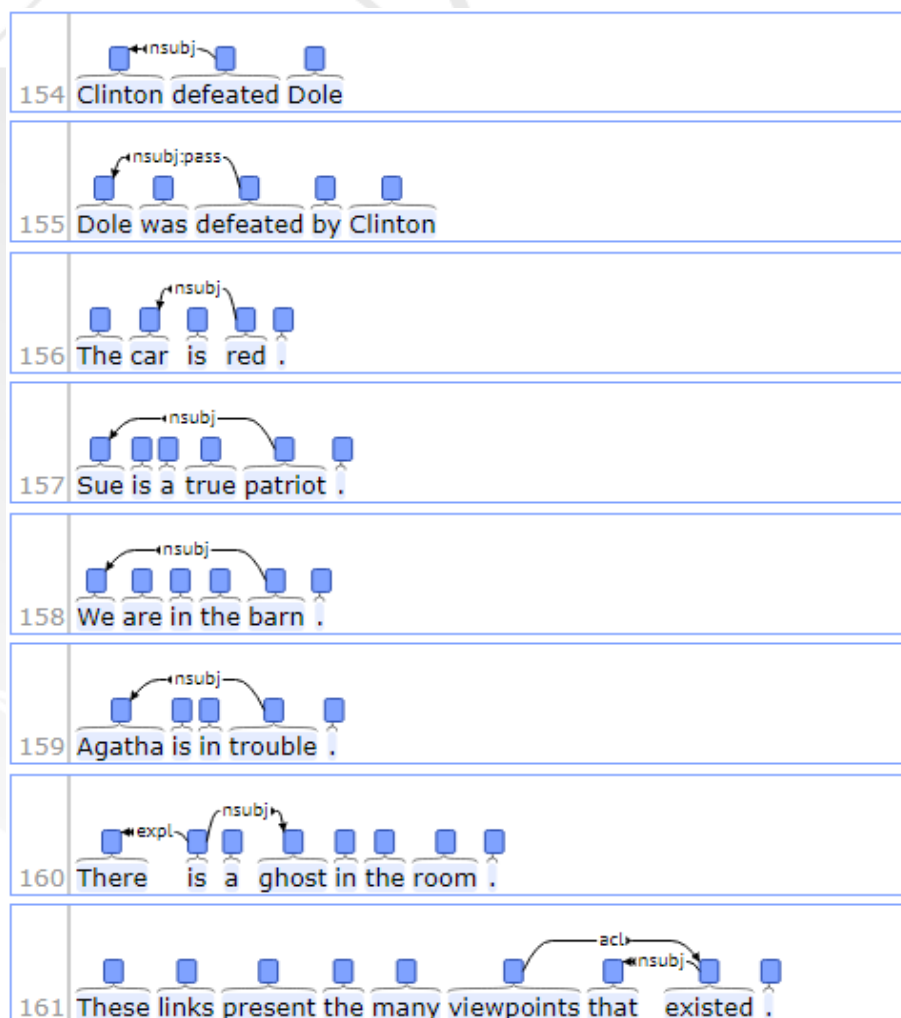 nsubj
154 Clinton defeated Dole
nsubj:pass
155 Dole was defeated by Clinton
nsubj
156 The car is red .
nsubj
157 Sue is a true patriot .
nsubj
158 We are in the barn .
nsubj
159 Agatha is in trouble .
expl nsubj
160 There is a ghost in the room .
acl nsubj
161 These links present the many viewpoints that existed .